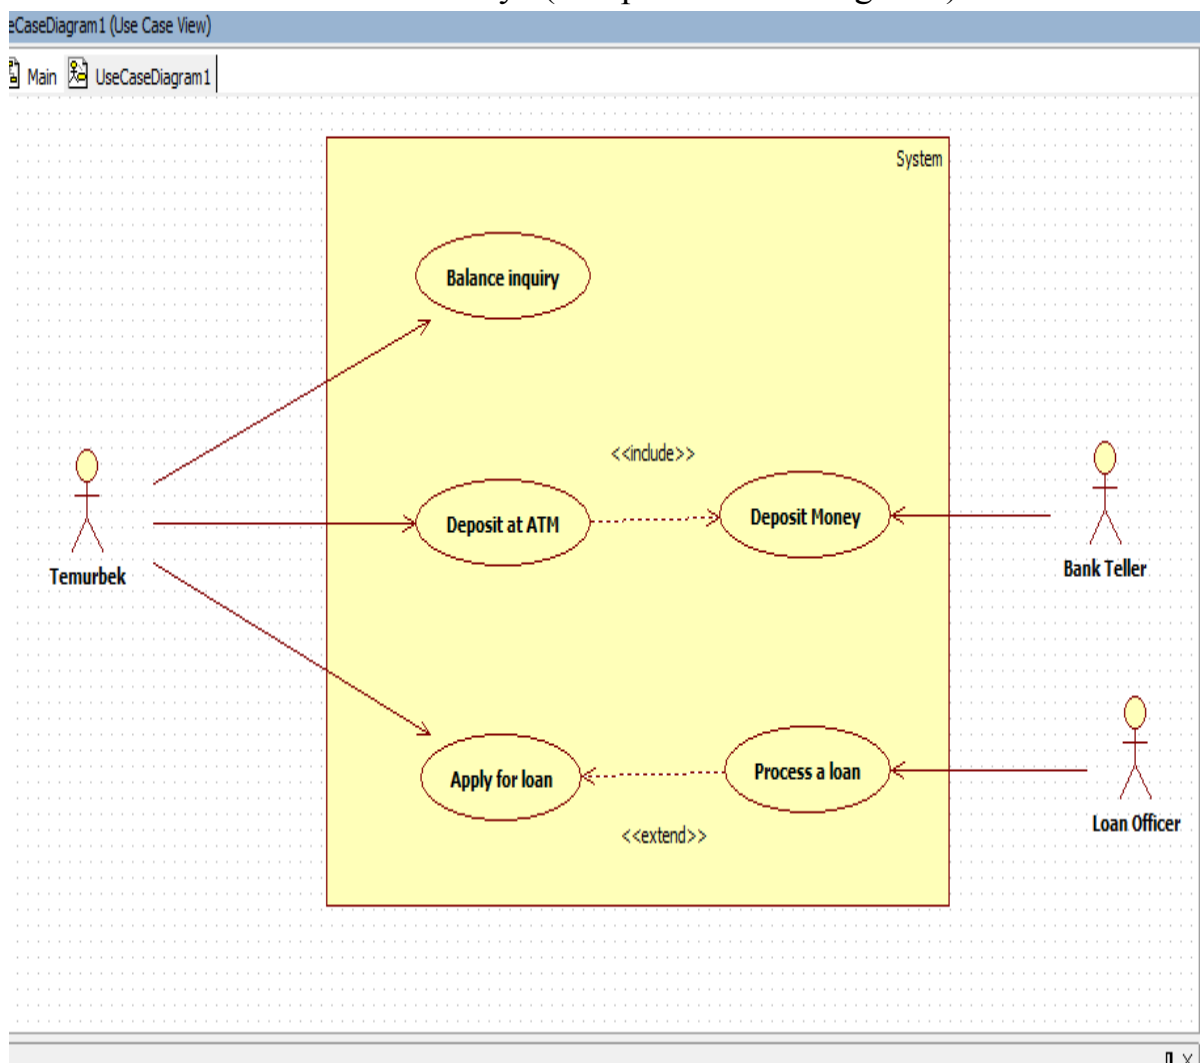 UseCaseDiagram1 (Use Case View)
Main UseCaseDiagram1
System
Balance inquiry
<<include>>
Deposit at ATM
Deposit Money
Temurbek
Bank Teller
Apply for loan
Process a loan
<<extend>>
Loan Officer